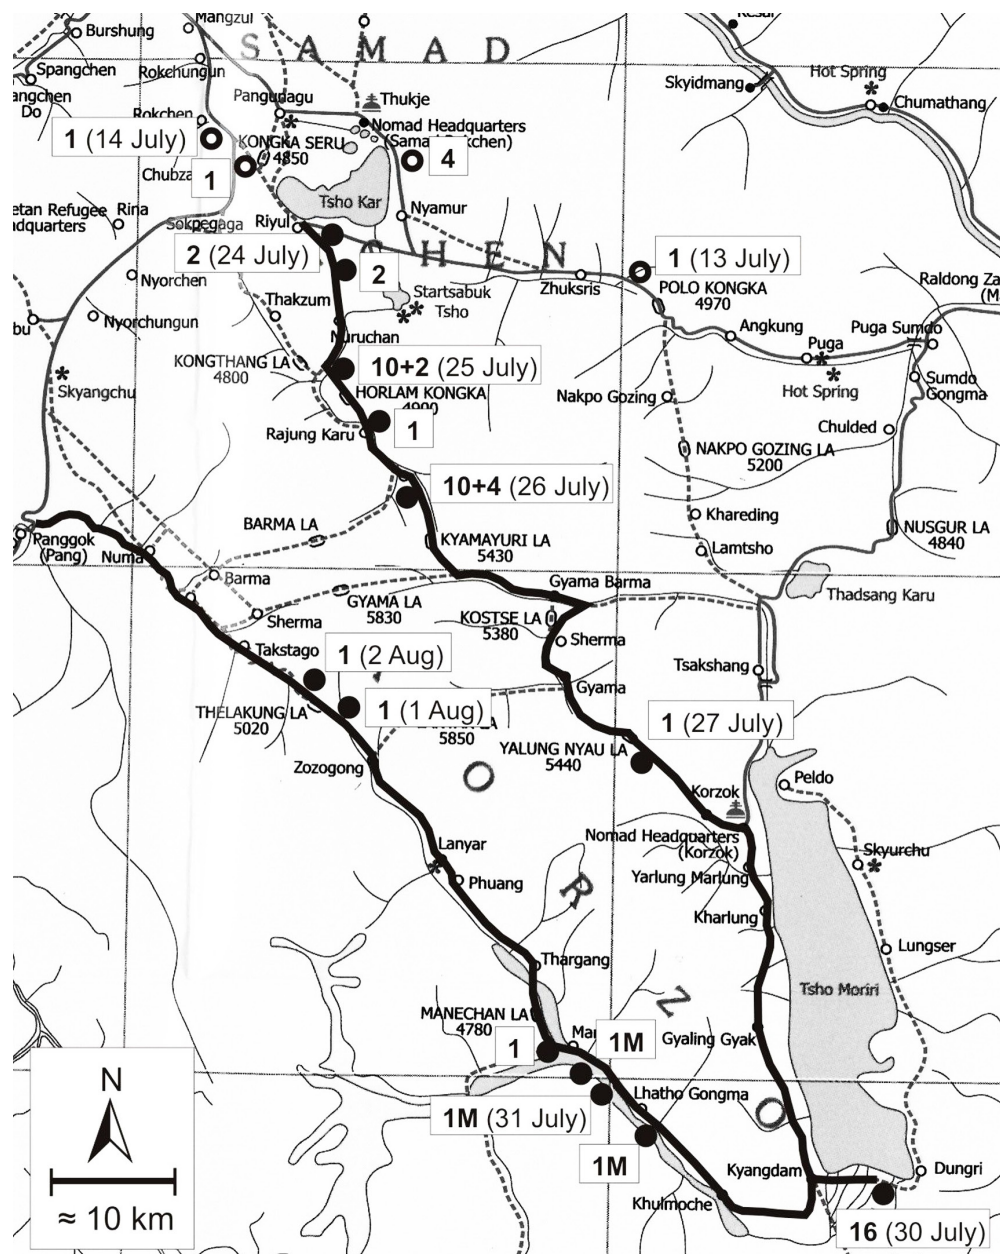 Mangzul
Kesar
Burshung
S A M A D
Spangchen
Rokchungun
Hot Spring
Skyidmang
angchen
Do
Pangunagu
Thukje
Chumathang
Rokchen
Nomad Headquarters
1 (14 July)
KONGKA SERU
4850
4
Chubza
1
etan Refugee
dquarters
Rina
Tsho Kar
Nyamur
Sokpegaga
Riyul
2 (24 July)
C H E N
1 (13 July)
2
Nyorchen
Zhuksris
POLO KONGKA
4970
Raldong Za
(M
Startsabuk
Tsho
Thakzum
bu
Nyorchungun
Nuruchan
Angkung
Puga Sumdo
Puga
KONGTHANG LA
4800
10+2 (25 July)
Skyangchu
Hot Spring
Sumdo
Gongma
HORLAM KONGKA
4900
Nakpo Gozing
Rajung Karu
1
Chulded
NAKPO GOZING LA
5200
10+4 (26 July)
BARMA LA
Khareding
NUSGUR LA
4840
Panggok
(Pang)
Numa
KYAMAYURI LA
5430
Lamtsho
Barma
Gyama Barma
GYAMA LA
5830
Thadsang Karu
Sherma
KOSTSE LA
5380
Sherma
Takstago
1 (2 Aug)
Tsakshang
Gyama
THELAKUNG LA
5020
1 (1 Aug)
5850
1 (27 July)
YALUNG NYAU LA
5440
Zozogong
O
Korzok
Peldo
Lanyar
Nomad Headquarters
(Korzok)
Skyurchu
Phuang
R
Yarlung Marlung
Kharlung
Lungser
Thargang
Tsho Moriri
Z
MANECHAN LA
4780
1
1M
Gyaling Gyak
N
Lhatho Gongma
O
1M (31 July)
1M
Kyangdam
Dungri
Khulmoche
≈ 10 km
16 (30 July)